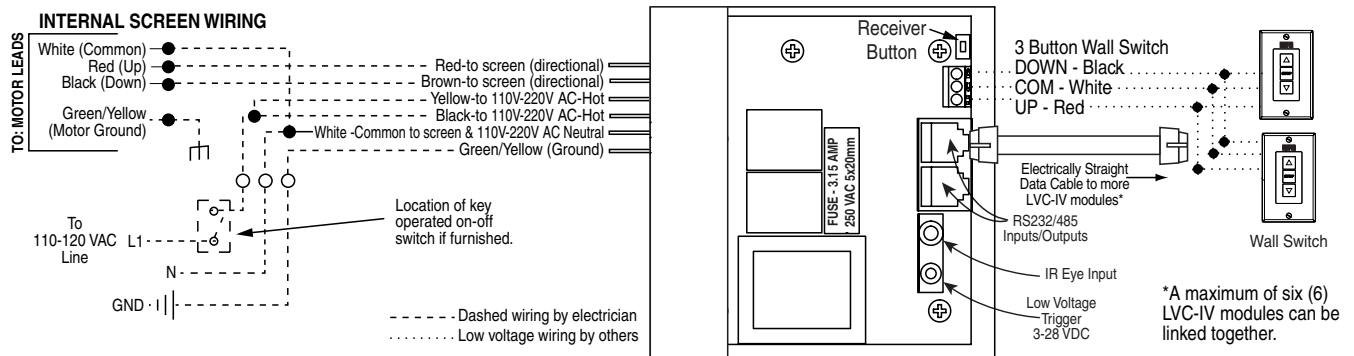 INTERNAL SCREEN WIRING
TO: MOTOR LEADS
White (Common)
Red (Up)
Black (Down)
Green/Yellow
(Motor Ground)
Red-to screen (directional)
Brown-to screen (directional)
Yellow-to 110V-220V AC-Hot
Black-to 110V-220V AC-Hot
White -Common to screen & 110V-220V AC Neutral
Green/Yellow (Ground)
To
110-120 VAC
Line
L1
N
GND
Location of key
operated on-off
switch if furnished.
Dashed wiring by electrician
Low voltage wiring by others
FUSE - 3.15 AMP
250 VAC 5x20mm
Receiver
Button
3 Button Wall Switch
DOWN - Black
COM - White
UP - Red
Electrically Straight
Data Cable to more
LVC-IV modules*
RS232/485
Inputs/Outputs
IR Eye Input
Low Voltage
Trigger
3-28 VDC
Wall Switch
*A maximum of six (6)
LVC-IV modules can be
linked together.